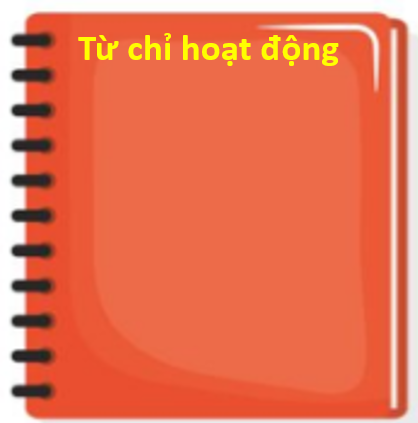 Từ chỉ hoạt động